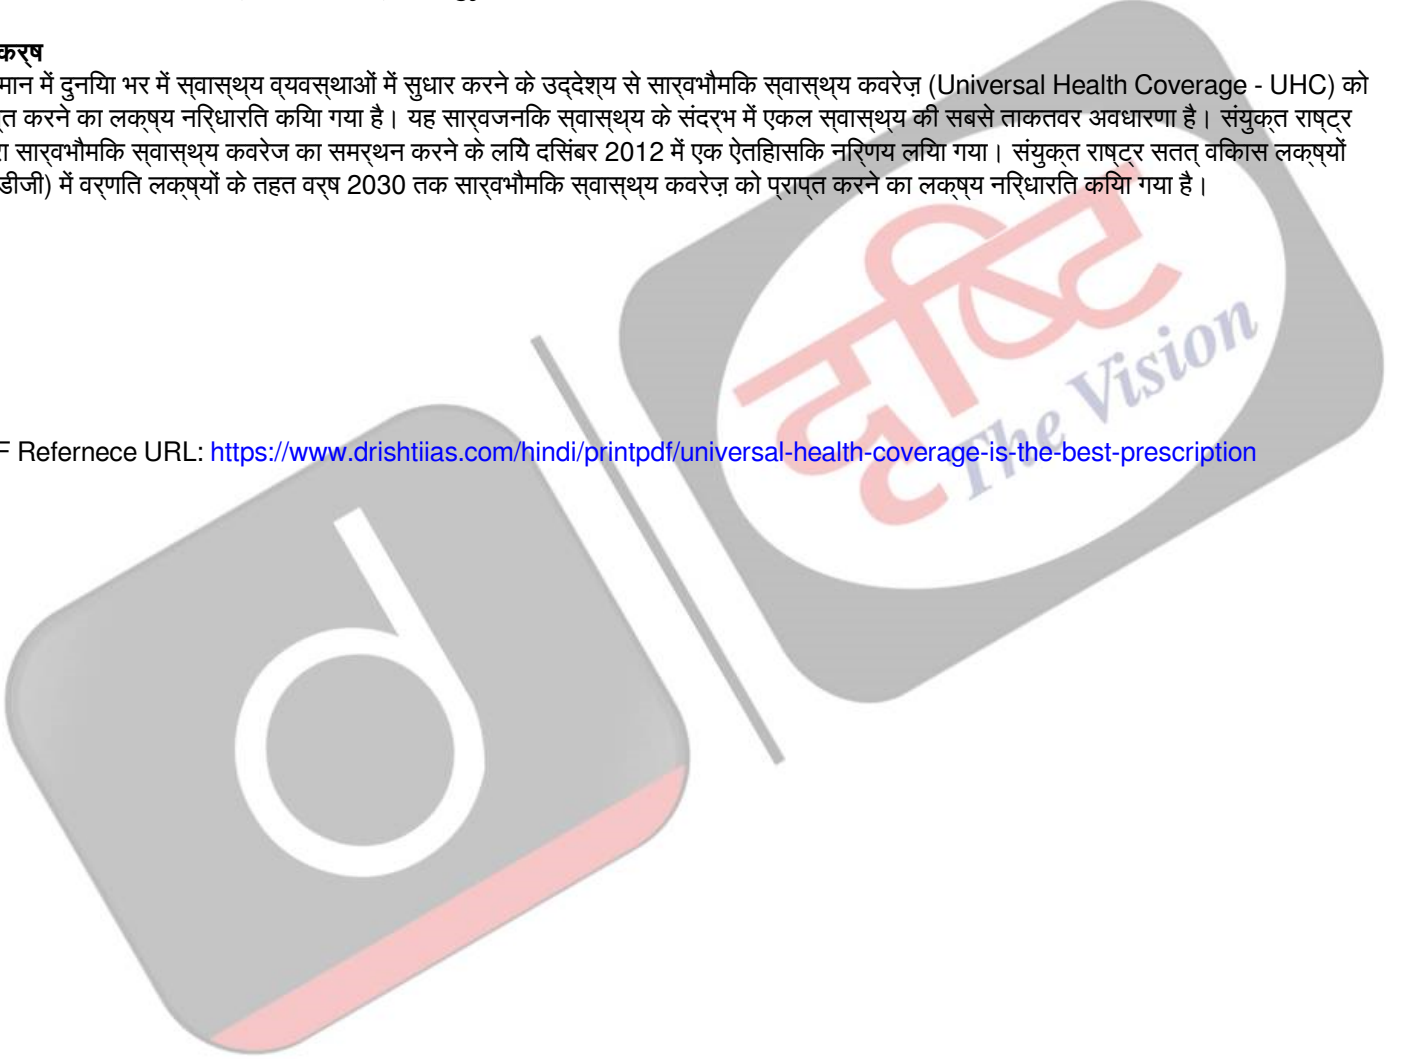 कर्ष
मान में दुनिया भर में स्वास्थ्य व्यवस्थाओं में सुधार करने के उद्देश्य से सार्वभौमिक स्वास्थ्य कवरेज़ (Universal Health Coverage - UHC) को
त करने का लक्ष्य निर्धारित किया गया है। यह सार्वजनिक स्वास्थ्य के संदर्भ में एकल स्वास्थ्य की सबसे ताकतवर अवधारणा है। संयुक्त राष्ट्र
रा सार्वभौमिक स्वास्थ्य कवरेज का समर्थन करने के लिये दिसंबर 2012 में एक ऐतिहासिक निर्णय लिया गया। संयुक्त राष्ट्र सतत् विकास लक्ष्यों
डीजी) में वर्णित लक्ष्यों के तहत वर्ष 2030 तक सार्वभौमिक स्वास्थ्य कवरेज़ को प्राप्त करने का लक्ष्य निर्धारित किया गया है।
दृष्टि
The Vision
F Refernece URL: https://www.drishtiias.com/hindi/printpdf/universal-health-coverage-is-the-best-prescription
d